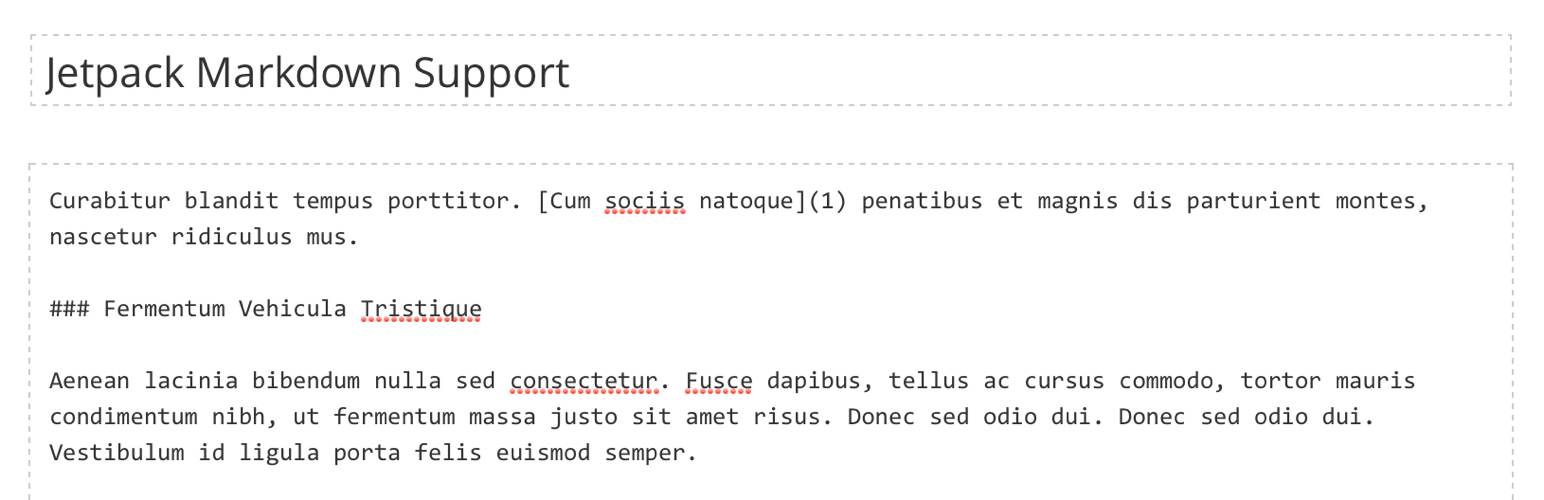 Jetpack Markdown Support
Curabitur blandit tempus porttitor. [Cum sociis natoque](1) penatibus et magnis dis parturient montes,
nascetur ridiculus mus.
### Fermentum Vehicula Tristique
Aenean lacinia bibendum nulla sed consectetur. Fusce dapibus, tellus ac cursus commodo, tortor mauris
condimentum nibh, ut fermentum massa justo sit amet risus. Donec sed odio dui. Donec sed odio dui.
Vestibulum id ligula porta felis euismod semper.